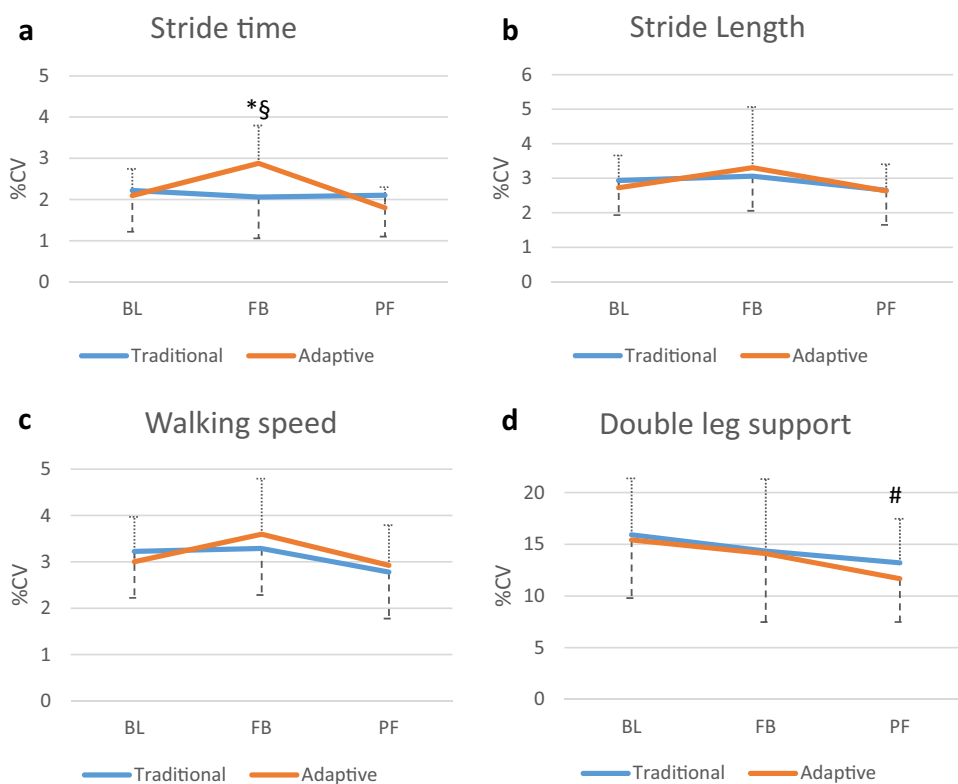 a Stride time
5
4
3
2
1
0
%CV
*§
BL FB PF
Traditional Adaptive
b Stride Length
6
5
4
3
2
1
0
%CV
BL FB PF
Traditional Adaptive
c Walking speed
5
4
3
2
1
0
%CV
BL FB PF
Traditional Adaptive
d Double leg support
20
15
10
5
0
%CV
#
BL FB PF
Traditional Adaptive